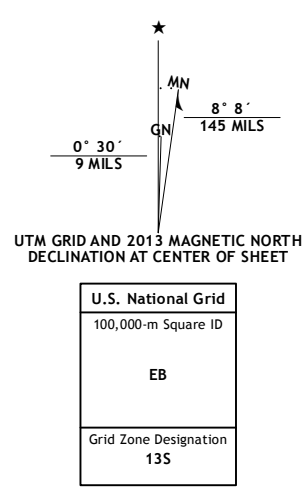 ★
MN
8° 8´
145 MILS
GN
0° 30´
9 MILS
UTM GRID AND 2013 MAGNETIC NORTH
DECLINATION AT CENTER OF SHEET
U.S. National Grid
100,000-m Square ID
EB
Grid Zone Designation
13S